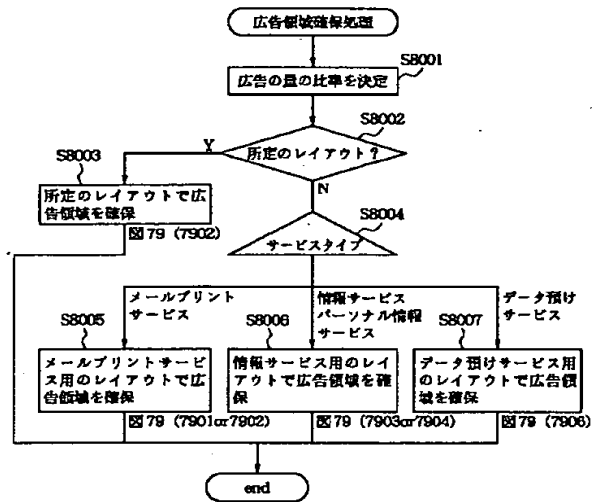 広告領域確保処理
S8001
広告の量の比率を決定
S8002
所定のレイアウト?
Y
N
S8003
所定のレイアウトで広
告領域を確保
図79 (7902)
S8004
サービスタイプ
メールプリント
サービス
情報サービス
パーソナル情報
サービス
データ預け
サービス
S8005
メールプリントサービ
ス用のレイアウトで広
告領域を確保
図79 (7901or7902)
S8006
情報サービス用のレイ
アウトで広告領域を確
保
図79 (7903or7904)
S8007
データ預けサービス用
のレイアウトで広告領
域を確保
図79 (7906)
end